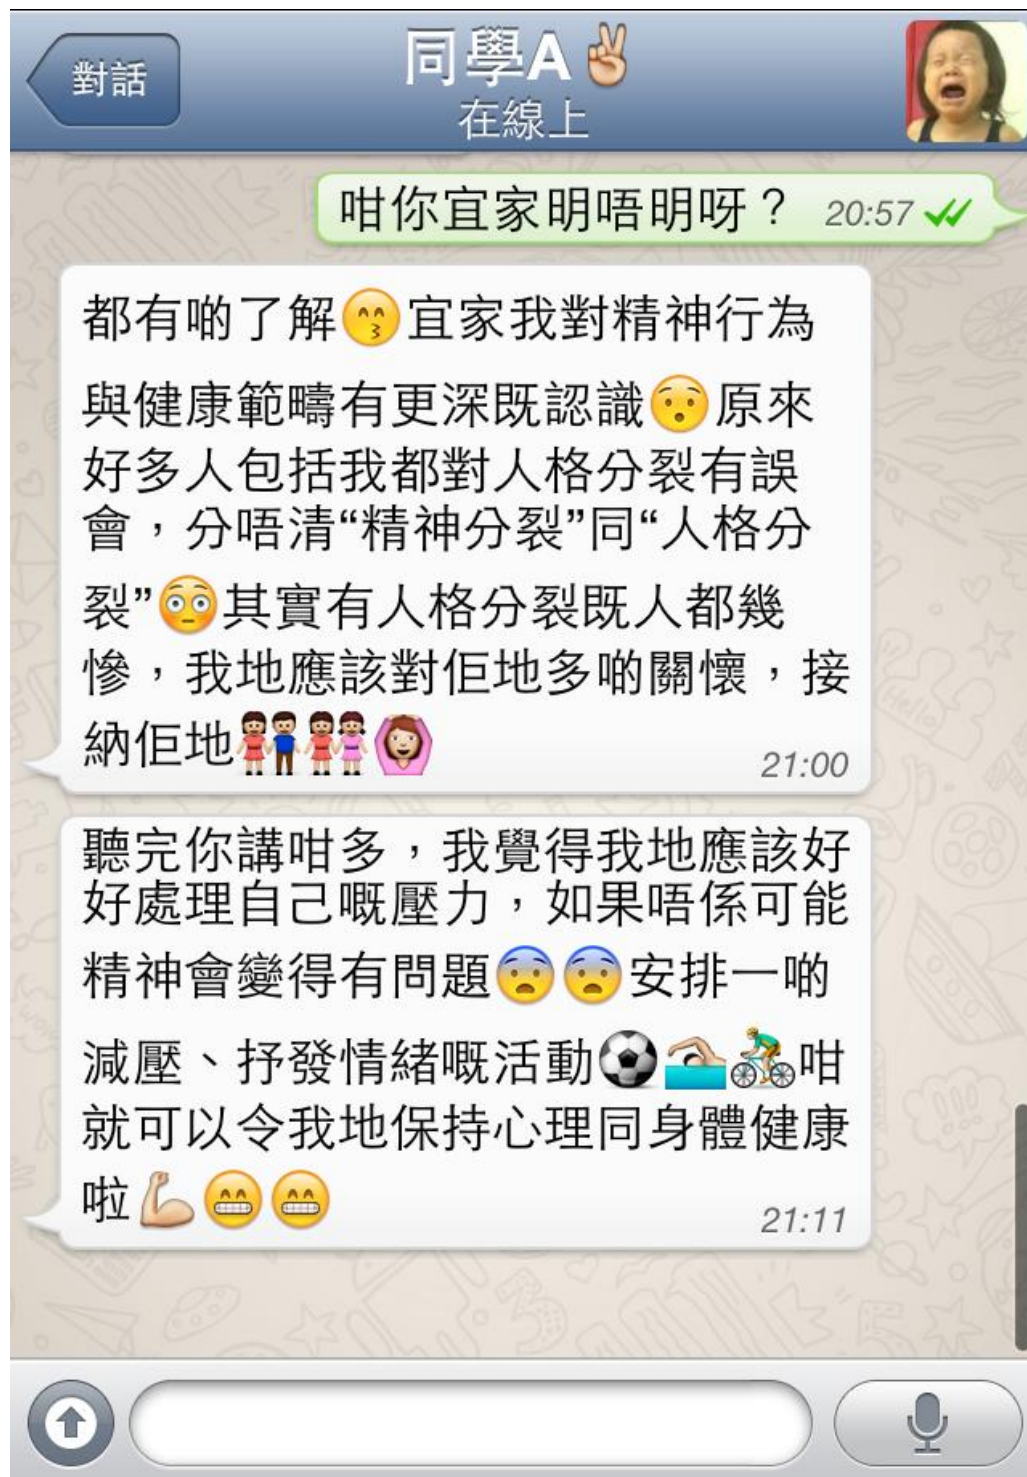 對話
同學A✌
在線上
咁你宜家明唔明呀？ 20:57
都有啲了解😙宜家我對精神行為
與健康範疇有更深既認識😯原來
好多人包括我都對人格分裂有誤
會，分唔清“精神分裂”同“人格分
裂”😳其實有人格分裂既人都幾
慘，我地應該對佢地多啲關懷，接
納佢地👫👭🙆
21:00
聽完你講咁多，我覺得我地應該好
好處理自己嘅壓力，如果唔係可能
精神會變得有問題😨😨安排一啲
減壓、抒發情緒嘅活動⚽🏊🚴咁
就可以令我地保持心理同身體健康
啦💪😁😁
21:11